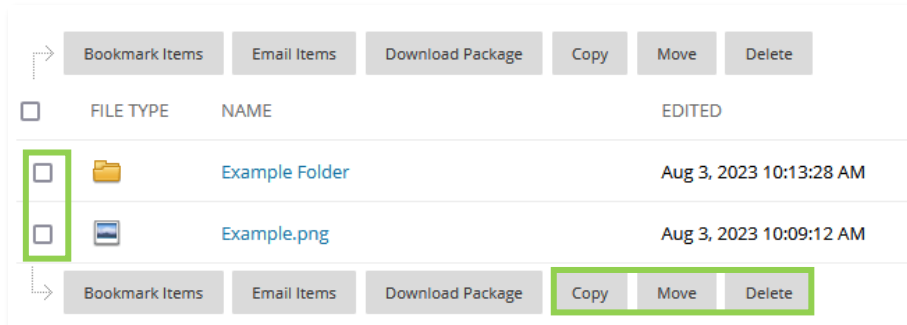 Bookmark Items Email Items Download Package Copy Move Delete
FILE TYPE NAME EDITED
Example Folder Aug 3, 2023 10:13:28 AM
Example.png Aug 3, 2023 10:09:12 AM
Bookmark Items Email Items Download Package Copy Move Delete